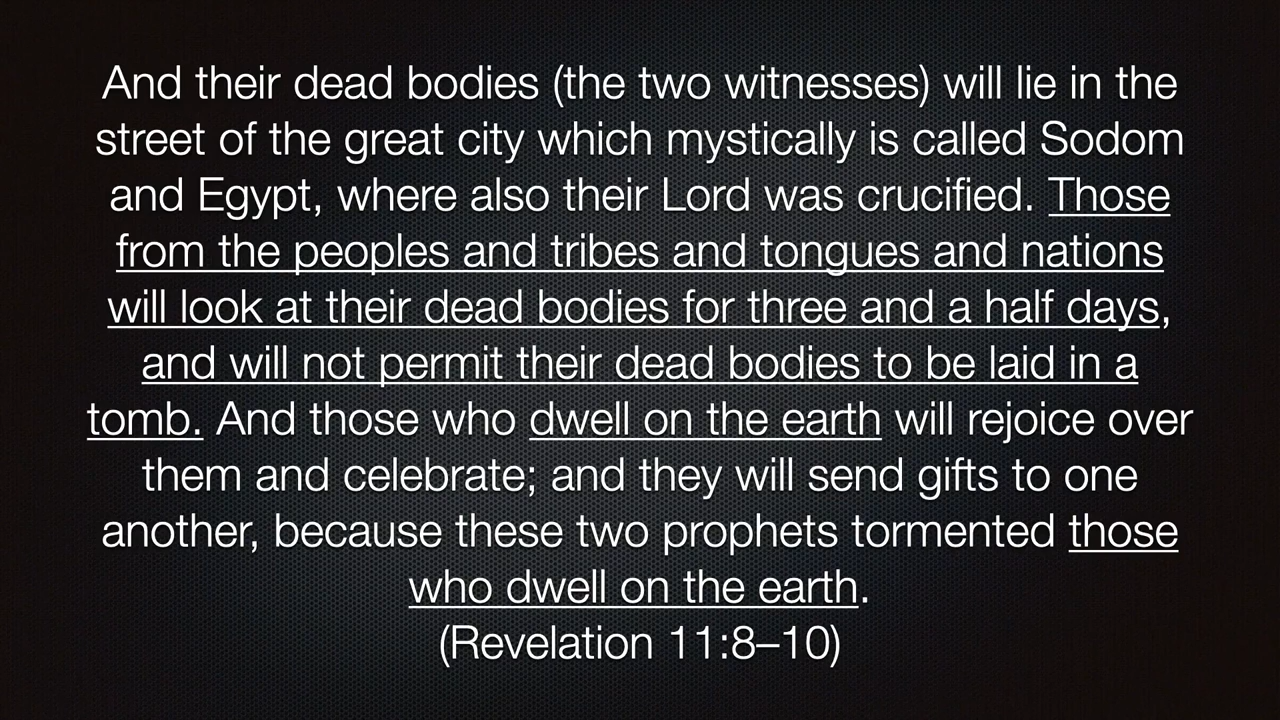 And their dead bodies (the two witnesses) will lie in the
street of the great city which mystically is called Sodom
and Egypt, where also their Lord was crucified. Those
from the peoples and tribes and tongues and nations
will look at their dead bodies for three and a half days,
and will not permit their dead bodies to be laid in a
tomb. And those who dwell on the earth will rejoice over
them and celebrate; and they will send gifts to one
another, because these two prophets tormented those
who dwell on the earth.
(Revelation 11:8–10)